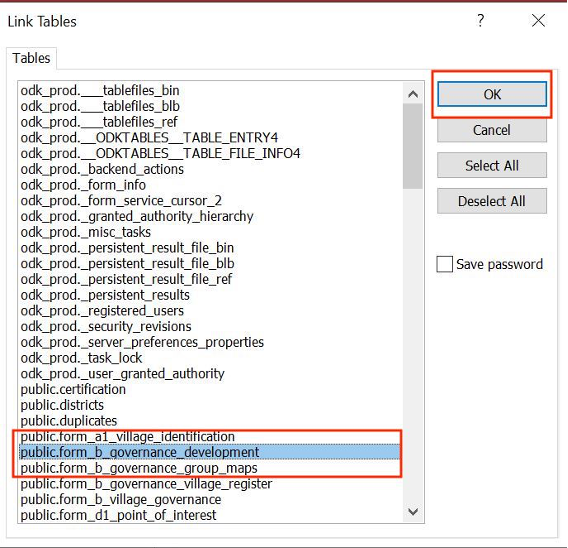 Link Tables
?
Tables
odk_prod.___tablefiles_bin
odk_prod.___tablefiles_blb
odk_prod.___tablefiles_ref
odk_prod.__ODKTABLES__TABLE_ENTRY4
odk_prod.__ODKTABLES__TABLE_FILE_INFO4
odk_prod._backend_actions
odk_prod._form_info
odk_prod._form_service_cursor_2
odk_prod._granted_authority_hierarchy
odk_prod._misc_tasks
odk_prod._persistent_result_file_bin
odk_prod._persistent_result_file_blb
odk_prod._persistent_result_file_ref
odk_prod._persistent_results
odk_prod._registered_users
odk_prod._security_revisions
odk_prod._server_preferences_properties
odk_prod._task_lock
odk_prod._user_granted_authority
public.certification
public.districts
public.duplicates
public.form_a1_village_identification
public.form_b_governance_development
public.form_b_governance_group_maps
public.form_b_governance_village_register
public.form_b_village_governance
public.form_d1_point_of_interest
OK
Cancel
Select All
Deselect All
Save password